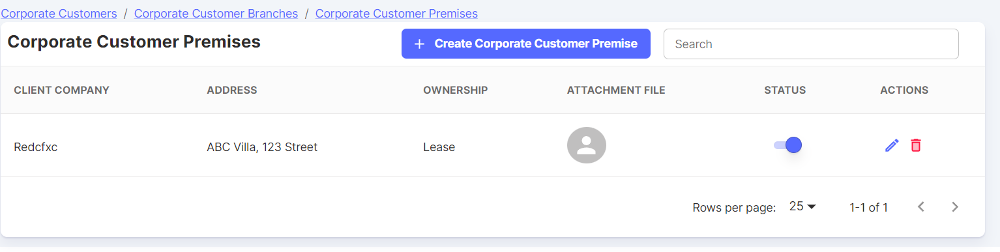 Corporate Customers / Corporate Customer Branches / Corporate Customer Premises
Corporate Customer Premises
+ Create Corporate Customer Premise
Search
CLIENT COMPANY ADDRESS OWNERSHIP ATTACHMENT FILE STATUS ACTIONS
Redcfxc ABC Villa, 123 Street Lease
Rows per page: 25 1-1 of 1